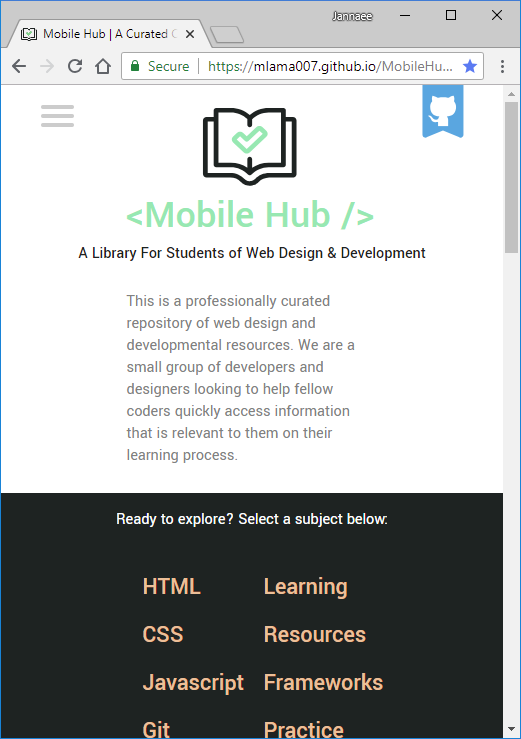 Jannaee
Mobile Hub | A Curated C
Secure https://mlama007.github.io/MobileHu...
<Mobile Hub />
A Library For Students of Web Design & Development
This is a professionally curated
repository of web design and
developmental resources. We are a
small group of developers and
designers looking to help fellow
coders quickly access information
that is relevant to them on their
learning process.
Ready to explore? Select a subject below:
HTML Learning
CSS Resources
Javascript Frameworks
Git Practice